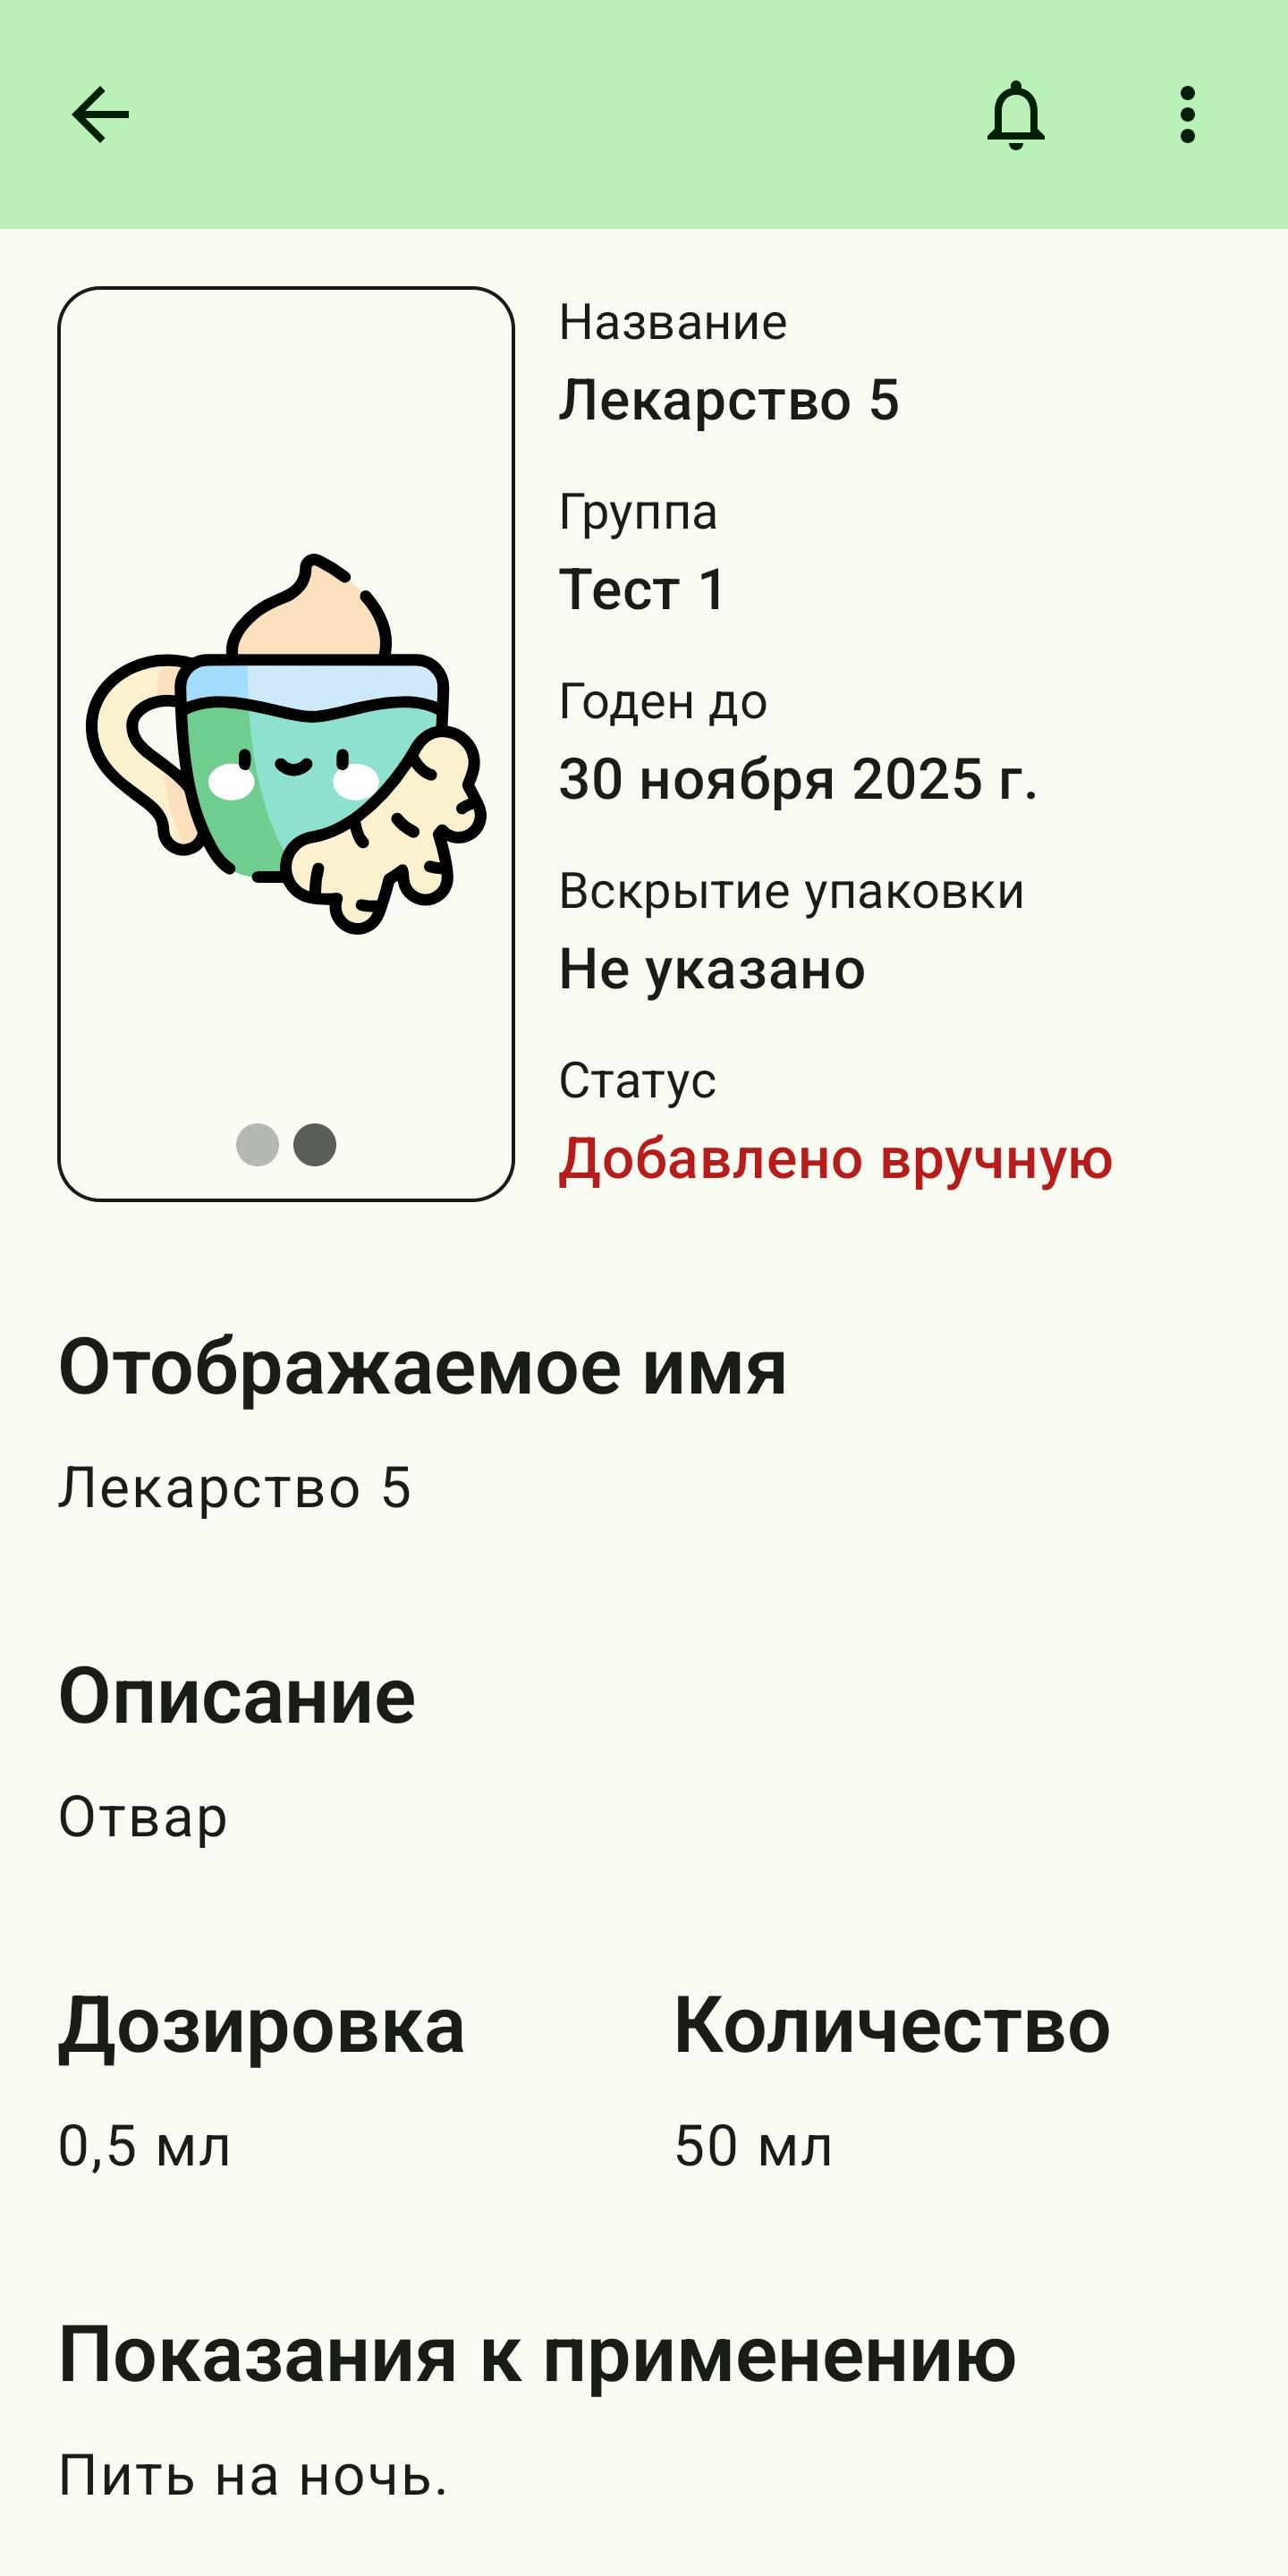 Название
Лекарство 5
Группа
Тест 1
Годен до
30 ноября 2025 г.
Вскрытие упаковки
Не указано
Статус
Добавлено вручную
Отображаемое имя
Лекарство 5
Описание
Отвар
Дозировка
0,5 мл
Количество
50 мл
Показания к применению
Пить на ночь.